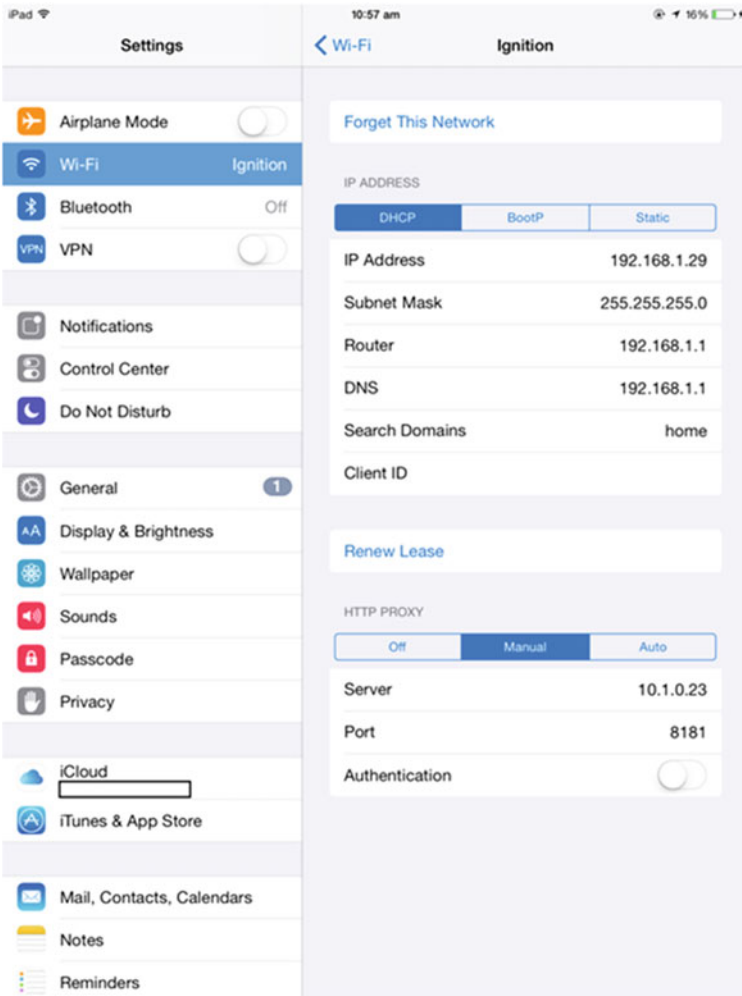 iPad 10:57 am 16%
Settings
Wi-Fi Ignition
Airplane Mode
Wi-Fi Ignition
Bluetooth Off
VPN VPN
Notifications
Control Center
Do Not Disturb
General 1
AA Display & Brightness
Wallpaper
Sounds
Passcode
Privacy
iCloud
iTunes & App Store
Mail, Contacts, Calendars
Notes
Reminders
Forget This Network
IP ADDRESS
DHCP BootP Static
IP Address 192.168.1.29
Subnet Mask 255.255.255.0
Router 192.168.1.1
DNS 192.168.1.1
Search Domains home
Client ID
Renew Lease
HTTP PROXY
Off Manual Auto
Server 10.1.0.23
Port 8181
Authentication